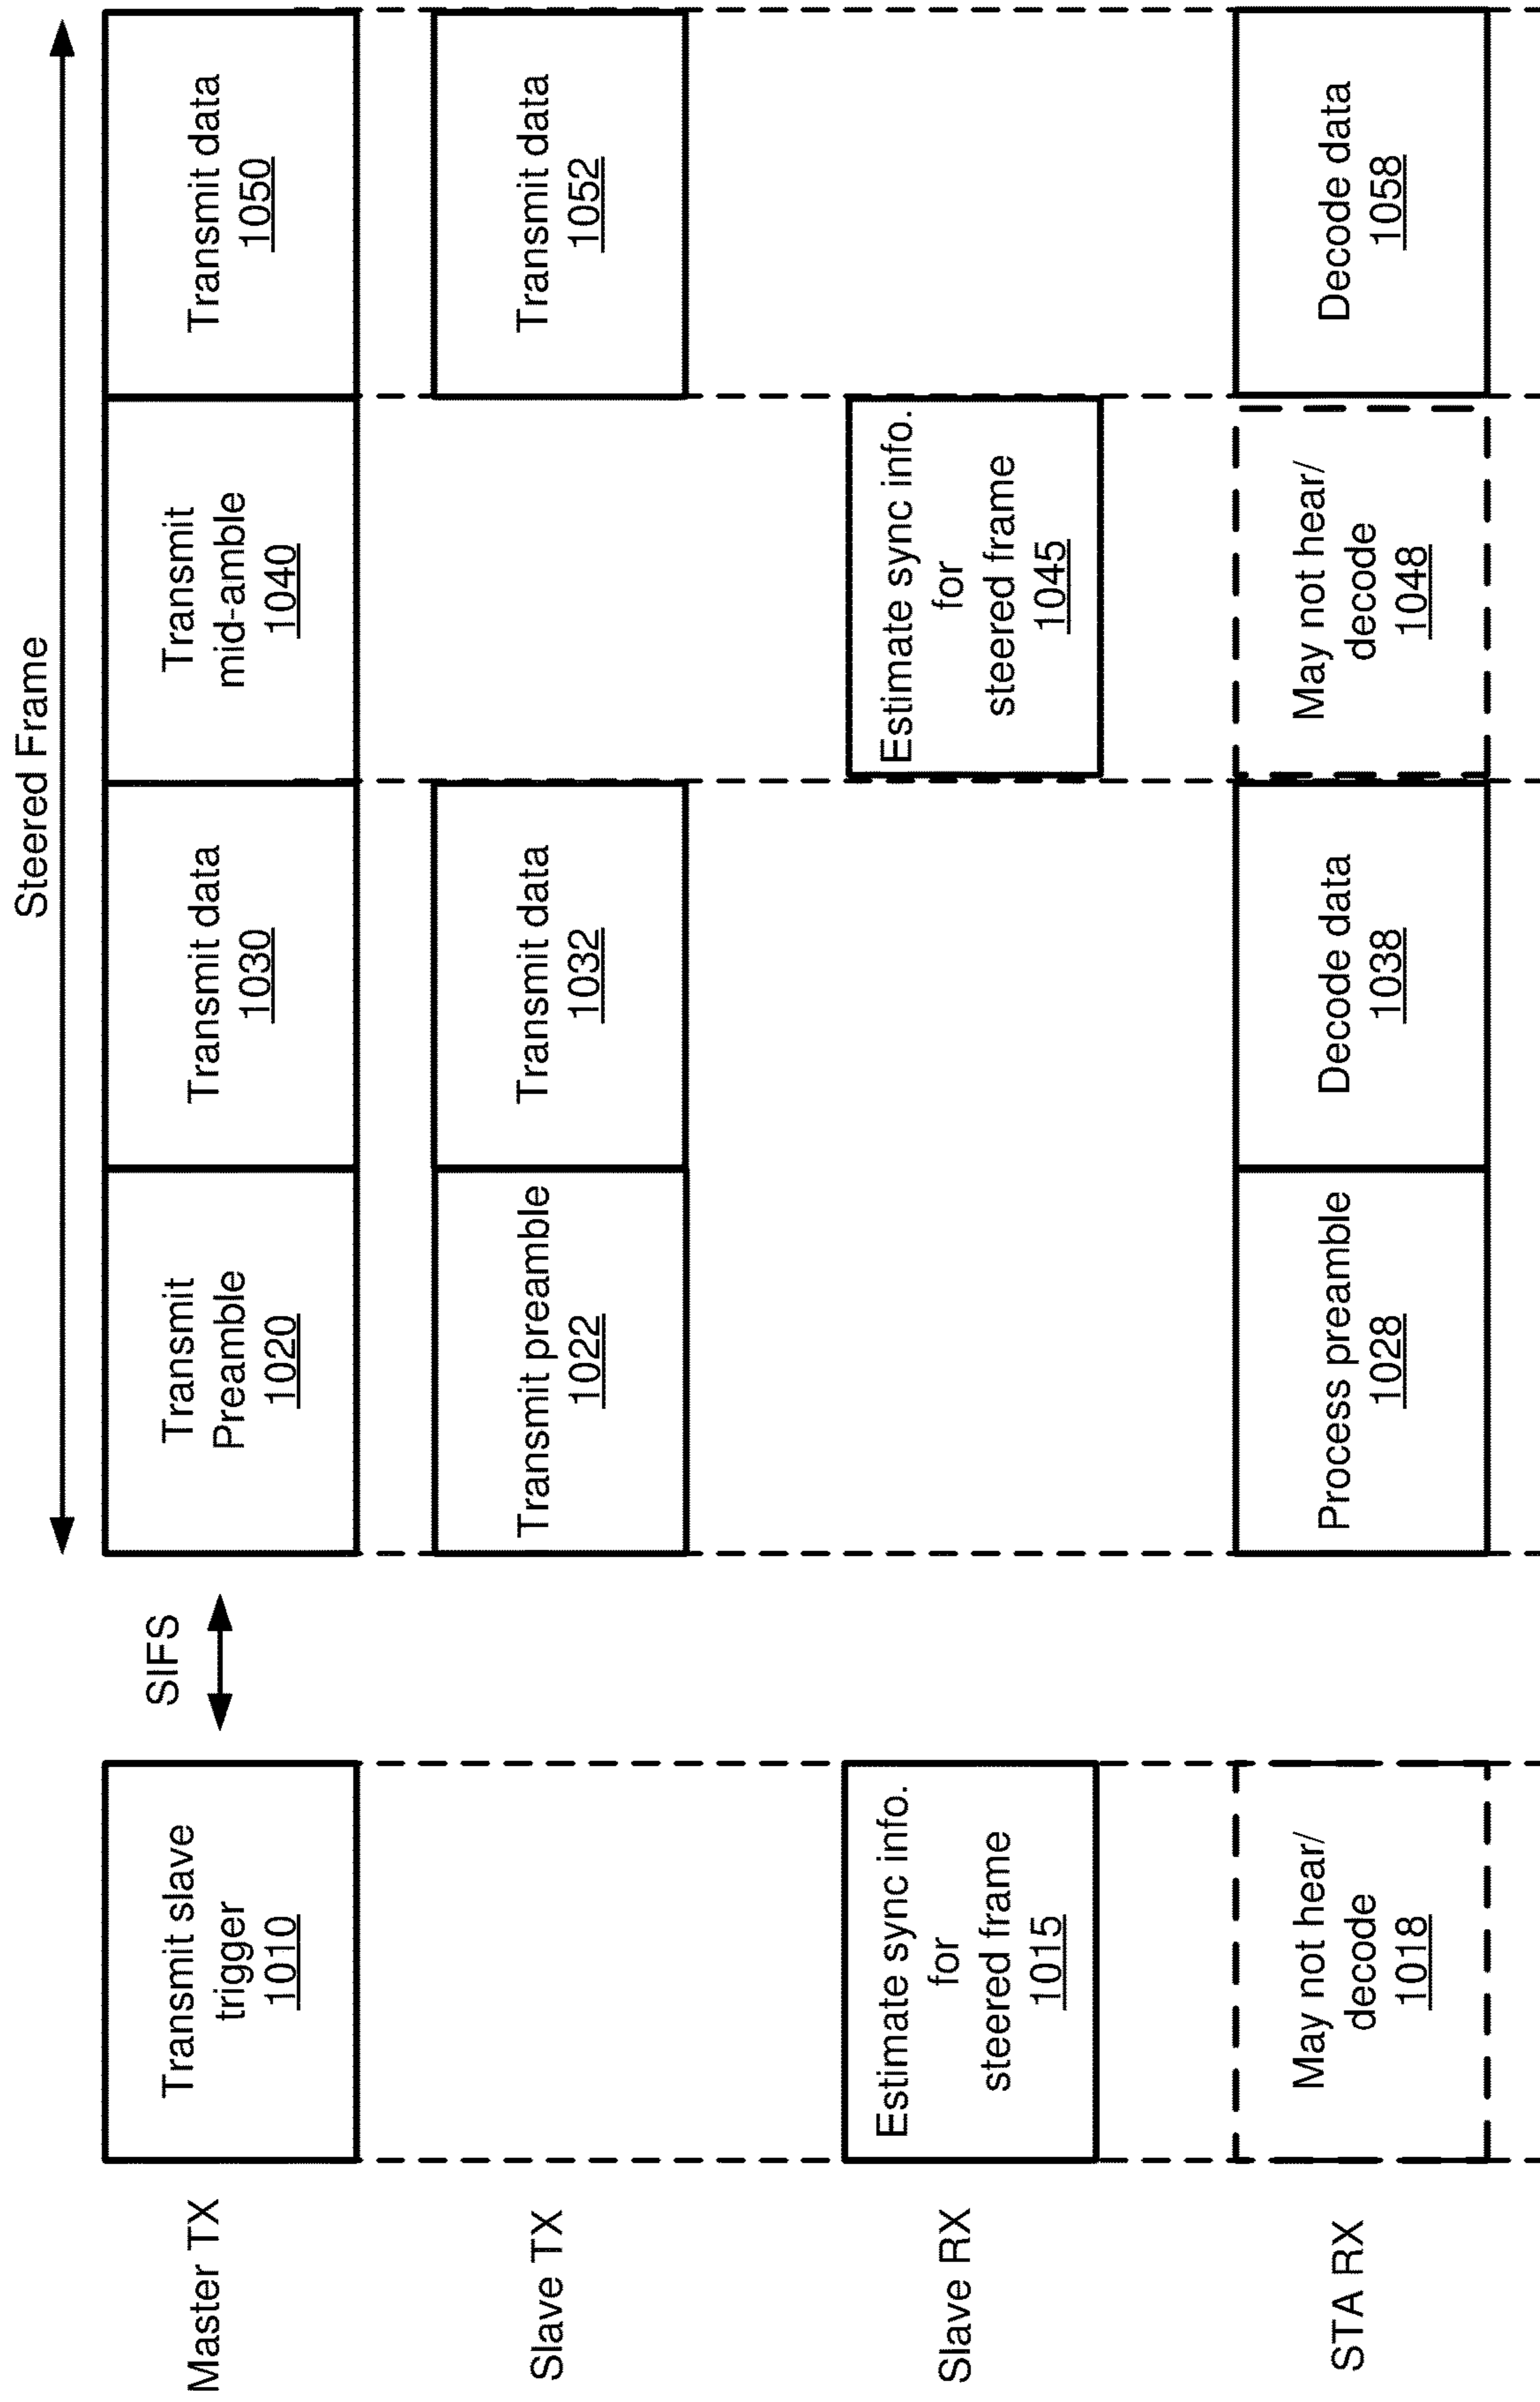 Steered Frame
SIFS
Master TX
Transmit slave
trigger
1010
Transmit
Preamble
1020
Transmit data
1030
Transmit
mid-amble
1040
Transmit data
1050
Slave TX
Transmit preamble
1022
Transmit data
1032
Transmit data
1052
Slave RX
Estimate sync info.
for
steered frame
1015
Estimate sync info.
for
steered frame
1045
STA RX
May not hear/
decode
1018
Process preamble
1028
Decode data
1038
May not hear/
decode
1048
Decode data
1058